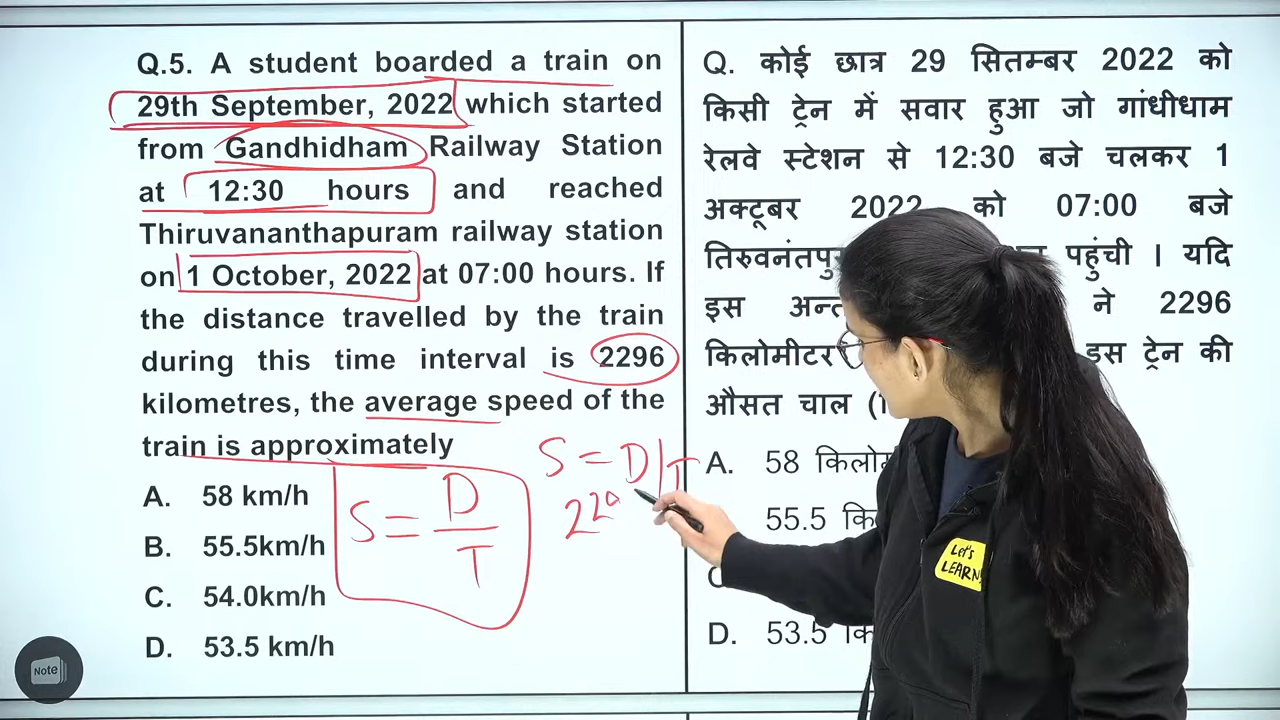 Q.5. A student boarded a train on
29th September, 2022 which started
from Gandhidham Railway Station
at 12:30 hours and reached
Thiruvananthapuram railway station
on 1 October, 2022 at 07:00 hours. If
the distance travelled by the train
during this time interval is 2296
kilometres, the average speed of the
train is approximately
A. 58 km/h
B. 55.5km/h
C. 54.0km/h
D. 53.5 km/h
S = D
T
S = D/T
22
Note
Q. कोई छात्र 29 सितम्बर 2022 को
किसी ट्रेन में सवार हुआ जो गांधीधाम
रेलवे स्टेशन से 12:30 बजे चलकर 1
अक्टूबर 2022 को 07:00 बजे
पहुंची । यदि
इस ने 2296
किलोमीटर इस ट्रेन की
औसत चाल
A. 58
55.5
D. 53.5
Let's
LEARN!